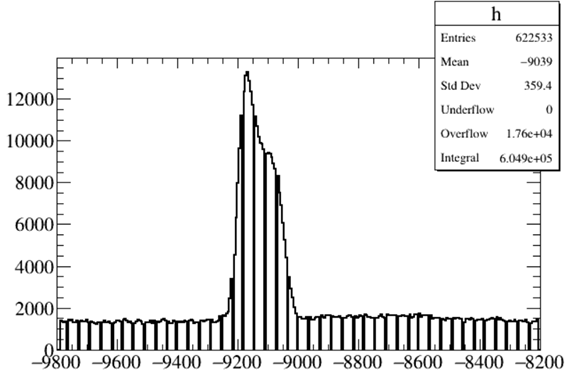 h
Entries 622533
Mean −9039
Std Dev 359.4
Underflow 0
Overflow 1.76e+04
Integral 6.049e+05
12000
10000
8000
6000
4000
2000
0
−9800 −9600 −9400 −9200 −9000 −8800 −8600 −8400 −8200